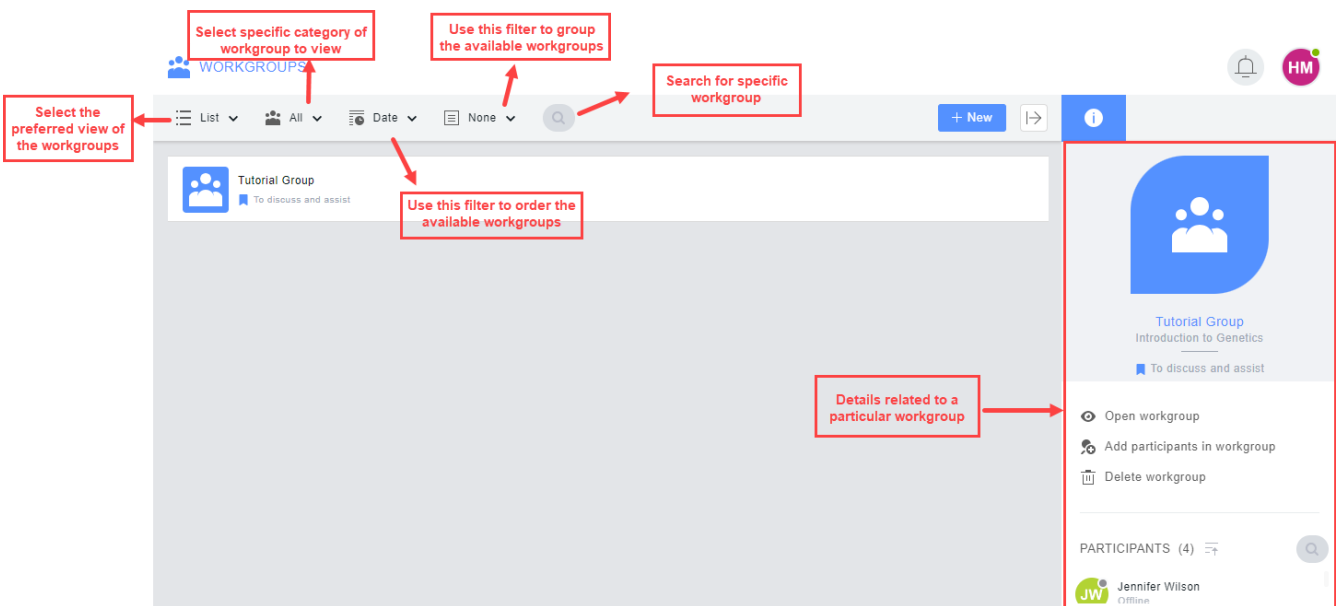 Select specific category of
workgroup to view
Use this filter to group
the available workgroups
WORKGROUPS
HM
Search for specific
workgroup
Select the
preferred view of
the workgroups
List
All
Date
None
+ New
Tutorial Group
To discuss and assist
Use this filter to order the
available workgroups
Tutorial Group
Introduction to Genetics
To discuss and assist
Details related to a
particular workgroup
Open workgroup
Add participants in workgroup
Delete workgroup
PARTICIPANTS (4)
JW
Jennifer Wilson
Offline